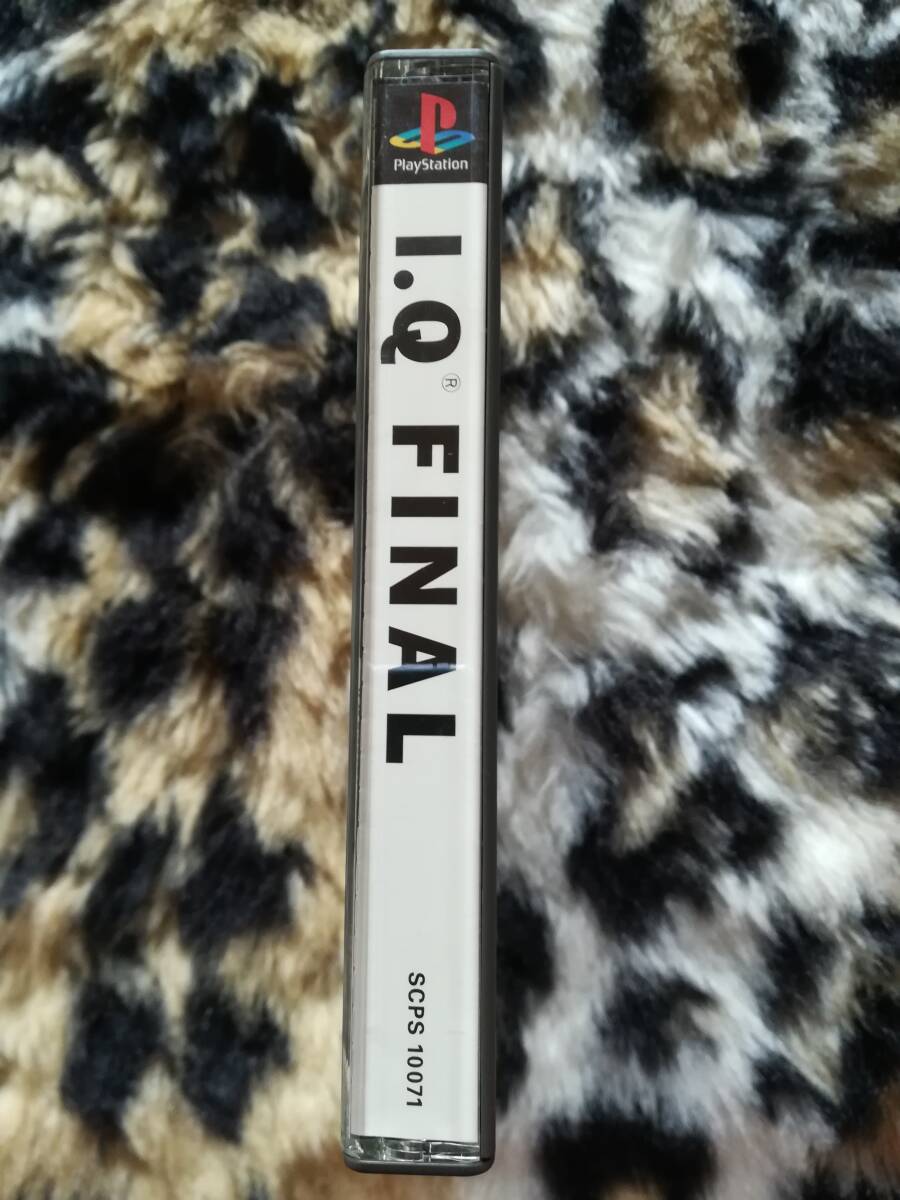 PlayStation
I.Q® FINAL
SCPS 10071